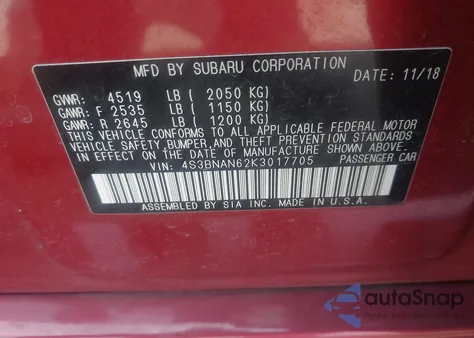 MFD BY SUBARU CORPORATION DATE: 11/18
GVWR: 4519 LB ( 2050 KG)
GAWR: F 2535 LB ( 1150 KG)
GAWR: R 2645 LB ( 1200 KG)
THIS VEHICLE CONFORMS TO ALL APPLICABLE FEDERAL MOTOR
VEHICLE SAFETY, BUMPER, AND THEFT PREVENTION STANDARDS
IN EFFECT ON THE DATE OF MANUFACTURE SHOWN ABOVE.
VIN: 4S3BNAN62K3017705 PASSENGER CAR
ASSEMBLED BY SIA INC. MADE IN U.S.A.
autoSnap